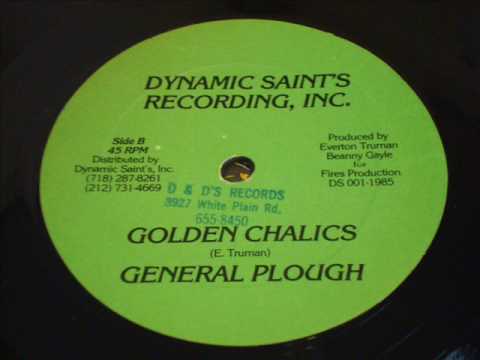 DYNAMIC SAINT'S
RECORDING, INC.
Side B
45 RPM
Distributed by
Dynamic Saint's, Inc.
(718) 287-8261
(212) 731-4669
Produced by
Everton Truman
Beanny Gayle
for
Fires Production
DS 001-1985
D & D'S RECORDS
3927 White Plain Rd,
655-8450
GOLDEN CHALICS
(E. Truman)
GENERAL PLOUGH